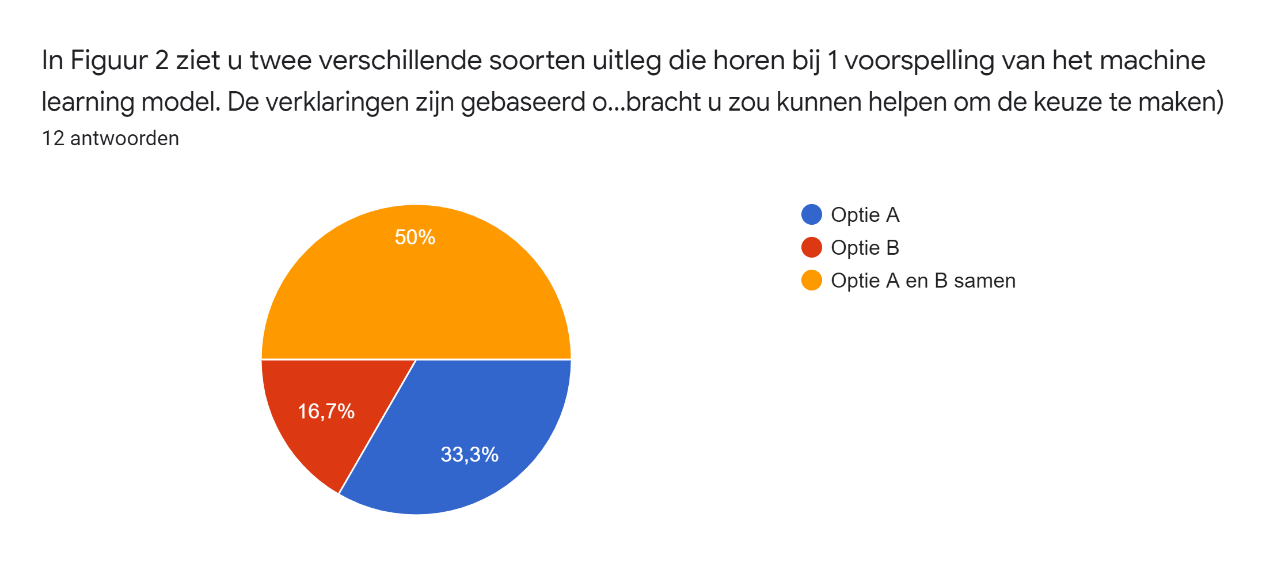 In Figuur 2 ziet u twee verschillende soorten uitleg die horen bij 1 voorspelling van het machine
learning model. De verklaringen zijn gebaseerd o...bracht u zou kunnen helpen om de keuze te maken)
12 antwoorden
Optie A
Optie B
Optie A en B samen
50%
16,7%
33,3%